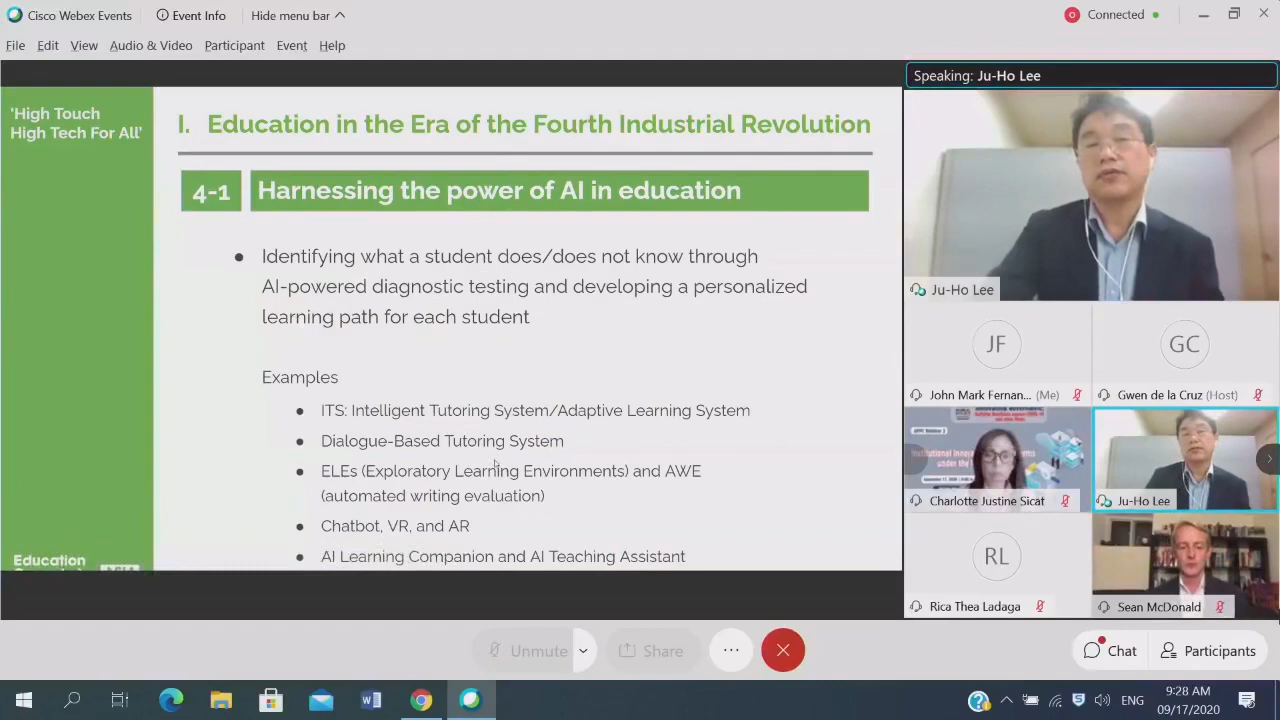 Cisco Webex Events
Event Info
Hide menu bar
Connected
File Edit View Audio & Video Participant Event Help
'High Touch
High Tech For All'
I. Education in the Era of the Fourth Industrial Revolution
4-1 Harnessing the power of AI in education
● Identifying what a student does/does not know through
AI-powered diagnostic testing and developing a personalized
learning path for each student
Examples
● ITS: Intelligent Tutoring System/Adaptive Learning System
● Dialogue-Based Tutoring System
● ELEs (Exploratory Learning Environments) and AWE
(automated writing evaluation)
● Chatbot, VR, and AR
● AI Learning Companion and AI Teaching Assistant
Education
Speaking: Ju-Ho Lee
Ju-Ho Lee
JF
John Mark Fernan... (Me)
GC
Gwen de la Cruz (Host)
Charlotte Justine Sicat
Ju-Ho Lee
RL
Rica Thea Ladaga
Sean McDonald
Unmute
Share
Chat
Participants
ENG
9:28 AM
09/17/2020